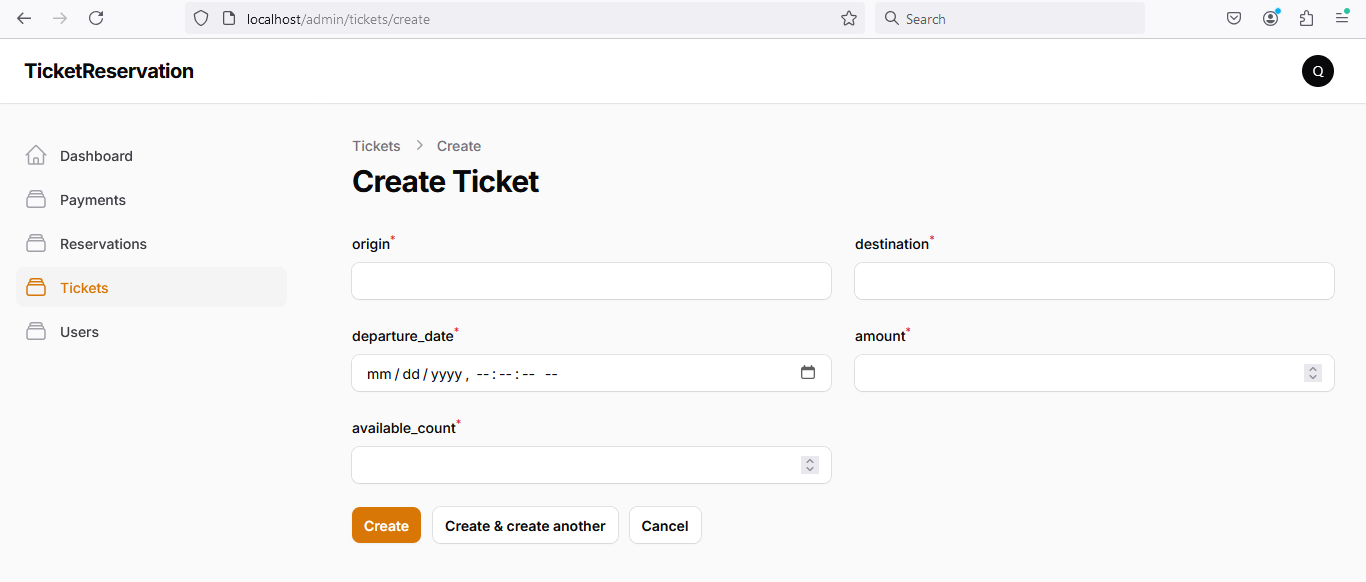 localhost/admin/tickets/create
Search
TicketReservation
Q
Dashboard
Payments
Reservations
Tickets
Users
Tickets > Create
Create Ticket
origin*
destination*
departure_date*
mm/dd/yyyy, --:--:-- --
amount*
available_count*
Create
Create & create another
Cancel